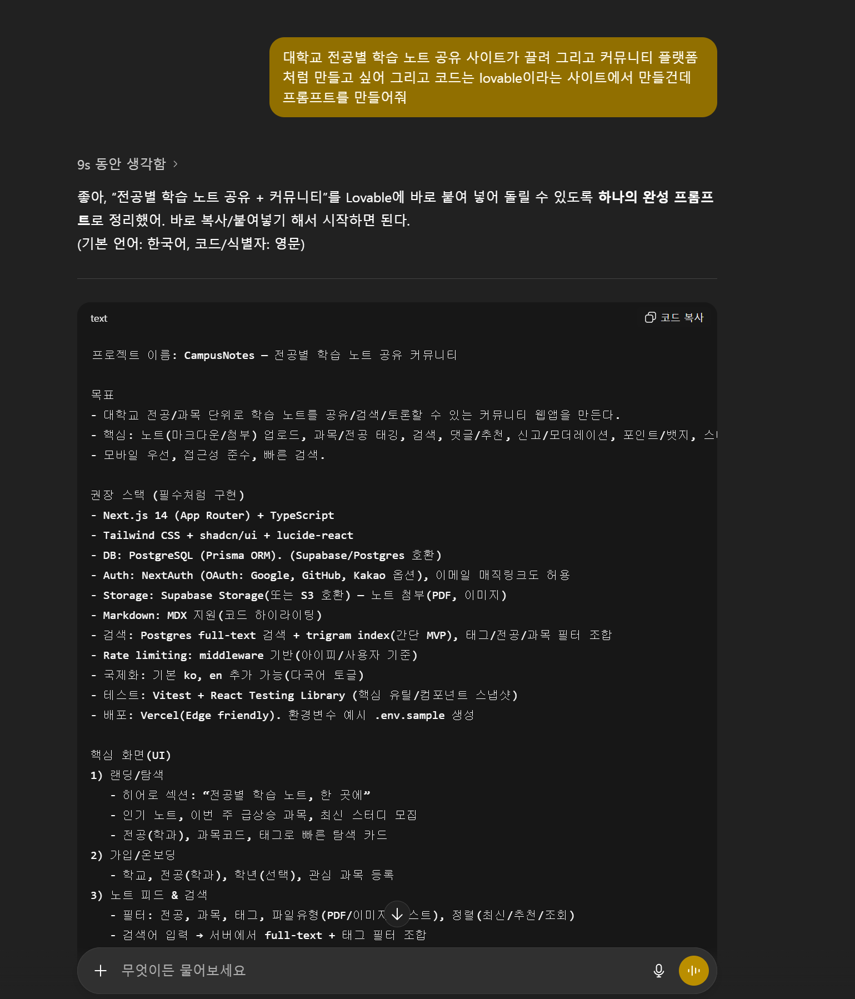 대학교 전공별 학습 노트 공유 사이트가 끌려 그리고 커뮤니티 플랫폼
처럼 만들고 싶어 그리고 코드는 lovable이라는 사이트에서 만들건데
프롬프트를 만들어줘
9s 동안 생각함 >
좋아, “전공별 학습 노트 공유 + 커뮤니티”를 Lovable에 바로 붙여 넣어 돌릴 수 있도록 하나의 완성 프롬프
트로 정리했어. 바로 복사/붙여넣기 해서 시작하면 된다.
(기본 언어: 한국어, 코드/식별자: 영문)
text
코드 복사
프로젝트 이름: CampusNotes — 전공별 학습 노트 공유 커뮤니티
목표
- 대학교 전공/과목 단위로 학습 노트를 공유/검색/토론할 수 있는 커뮤니티 웹앱을 만든다.
- 핵심: 노트(마크다운/첨부) 업로드, 과목/전공 태깅, 검색, 댓글/추천, 신고/모더레이션, 포인트/뱃지,
- 모바일 우선, 접근성 준수, 빠른 검색.
권장 스택 (필수처럼 구현)
- Next.js 14 (App Router) + TypeScript
- Tailwind CSS + shadcn/ui + lucide-react
- DB: PostgreSQL (Prisma ORM). (Supabase/Postgres 호환)
- Auth: NextAuth (OAuth: Google, GitHub, Kakao 옵션), 이메일 매직링크도 허용
- Storage: Supabase Storage(또는 S3 호환) — 노트 첨부(PDF, 이미지)
- Markdown: MDX 지원(코드 하이라이팅)
- 검색: Postgres full-text 검색 + trigram index(간단 MVP), 태그/전공/과목 필터 조합
- Rate limiting: middleware 기반(아이피/사용자 기준)
- 국제화: 기본 ko, en 추가 가능(다국어 토글)
- 테스트: Vitest + React Testing Library (핵심 유틸/컴포넌트 스냅샷)
- 배포: Vercel(Edge friendly). 환경변수 예시 .env.sample 생성
핵심 화면(UI)
1) 랜딩/탐색
- 히어로 섹션: “전공별 학습 노트, 한 곳에”
- 인기 노트, 이번 주 급상승 과목, 최신 스터디 모집
- 전공(학과), 과목코드, 태그로 빠른 탐색 카드
2) 가입/온보딩
- 학교, 전공(학과), 학년(선택), 관심 과목 등록
3) 노트 피드 & 검색
- 필터: 전공, 과목, 태그, 파일유형(PDF/이미지 스트), 정렬(최신/추천/조회)
- 검색어 입력 → 서버에서 full-text + 태그 필터 조합
무엇이든 물어보세요